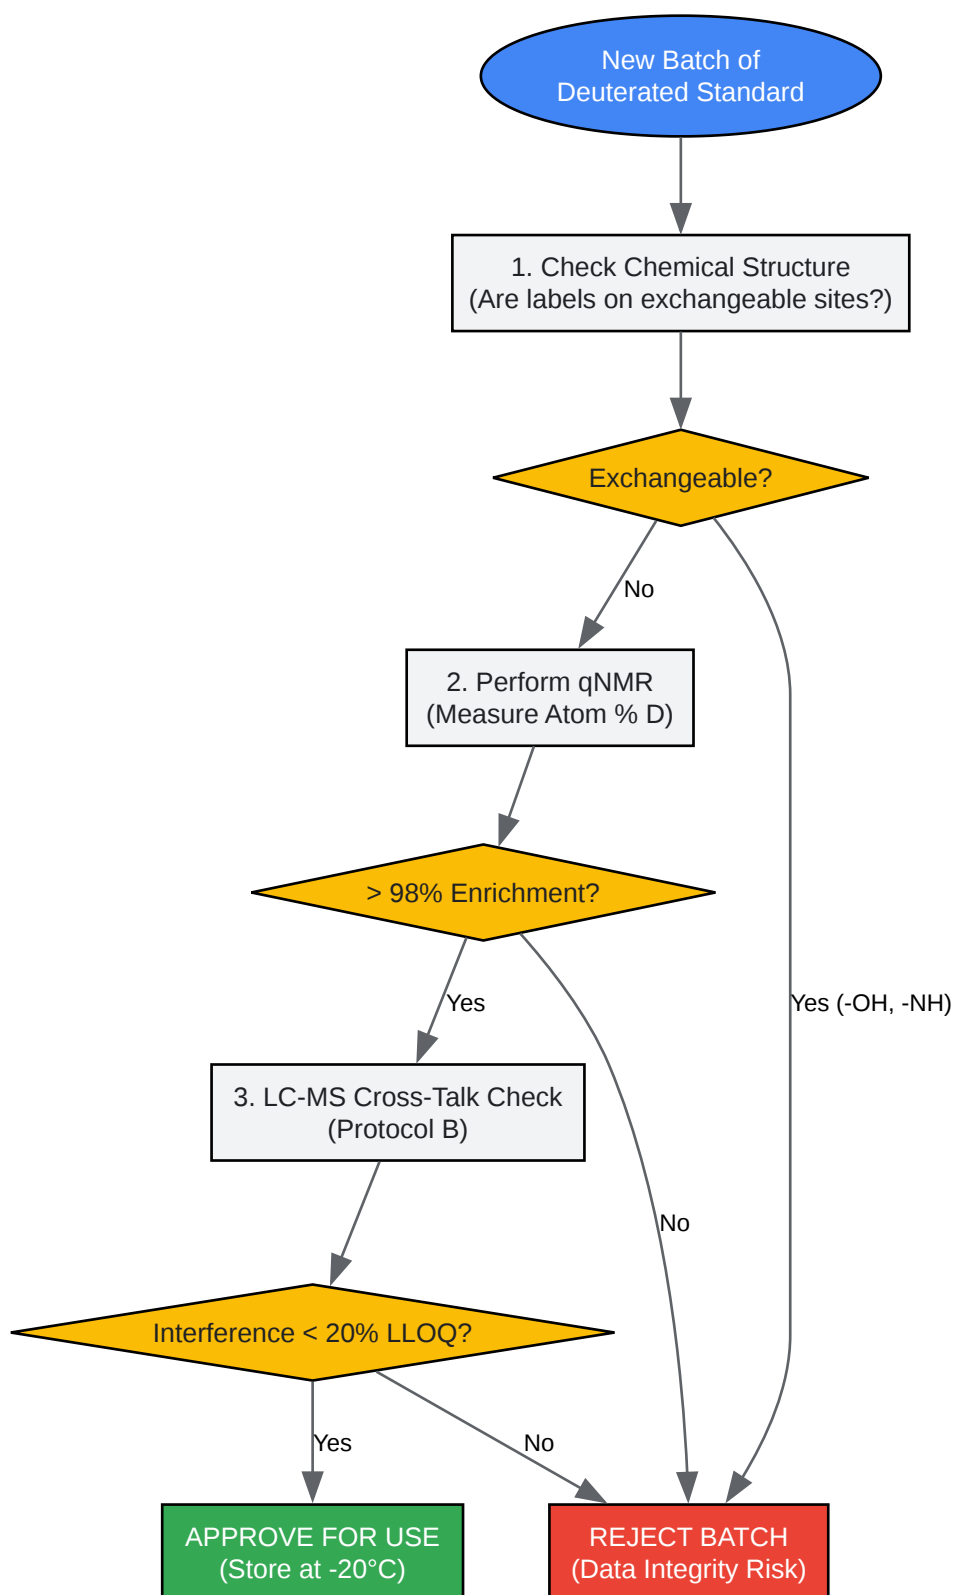 New Batch of
Deuterated Standard
1. Check Chemical Structure
(Are labels on exchangeable sites?)
Exchangeable?
No
2. Perform qNMR
(Measure Atom % D)
> 98% Enrichment?
Yes
Yes (-OH, -NH)
3. LC-MS Cross-Talk Check
(Protocol B)
No
Interference < 20% LLOQ?
Yes
No
APPROVE FOR USE
(Store at -20°C)
REJECT BATCH
(Data Integrity Risk)